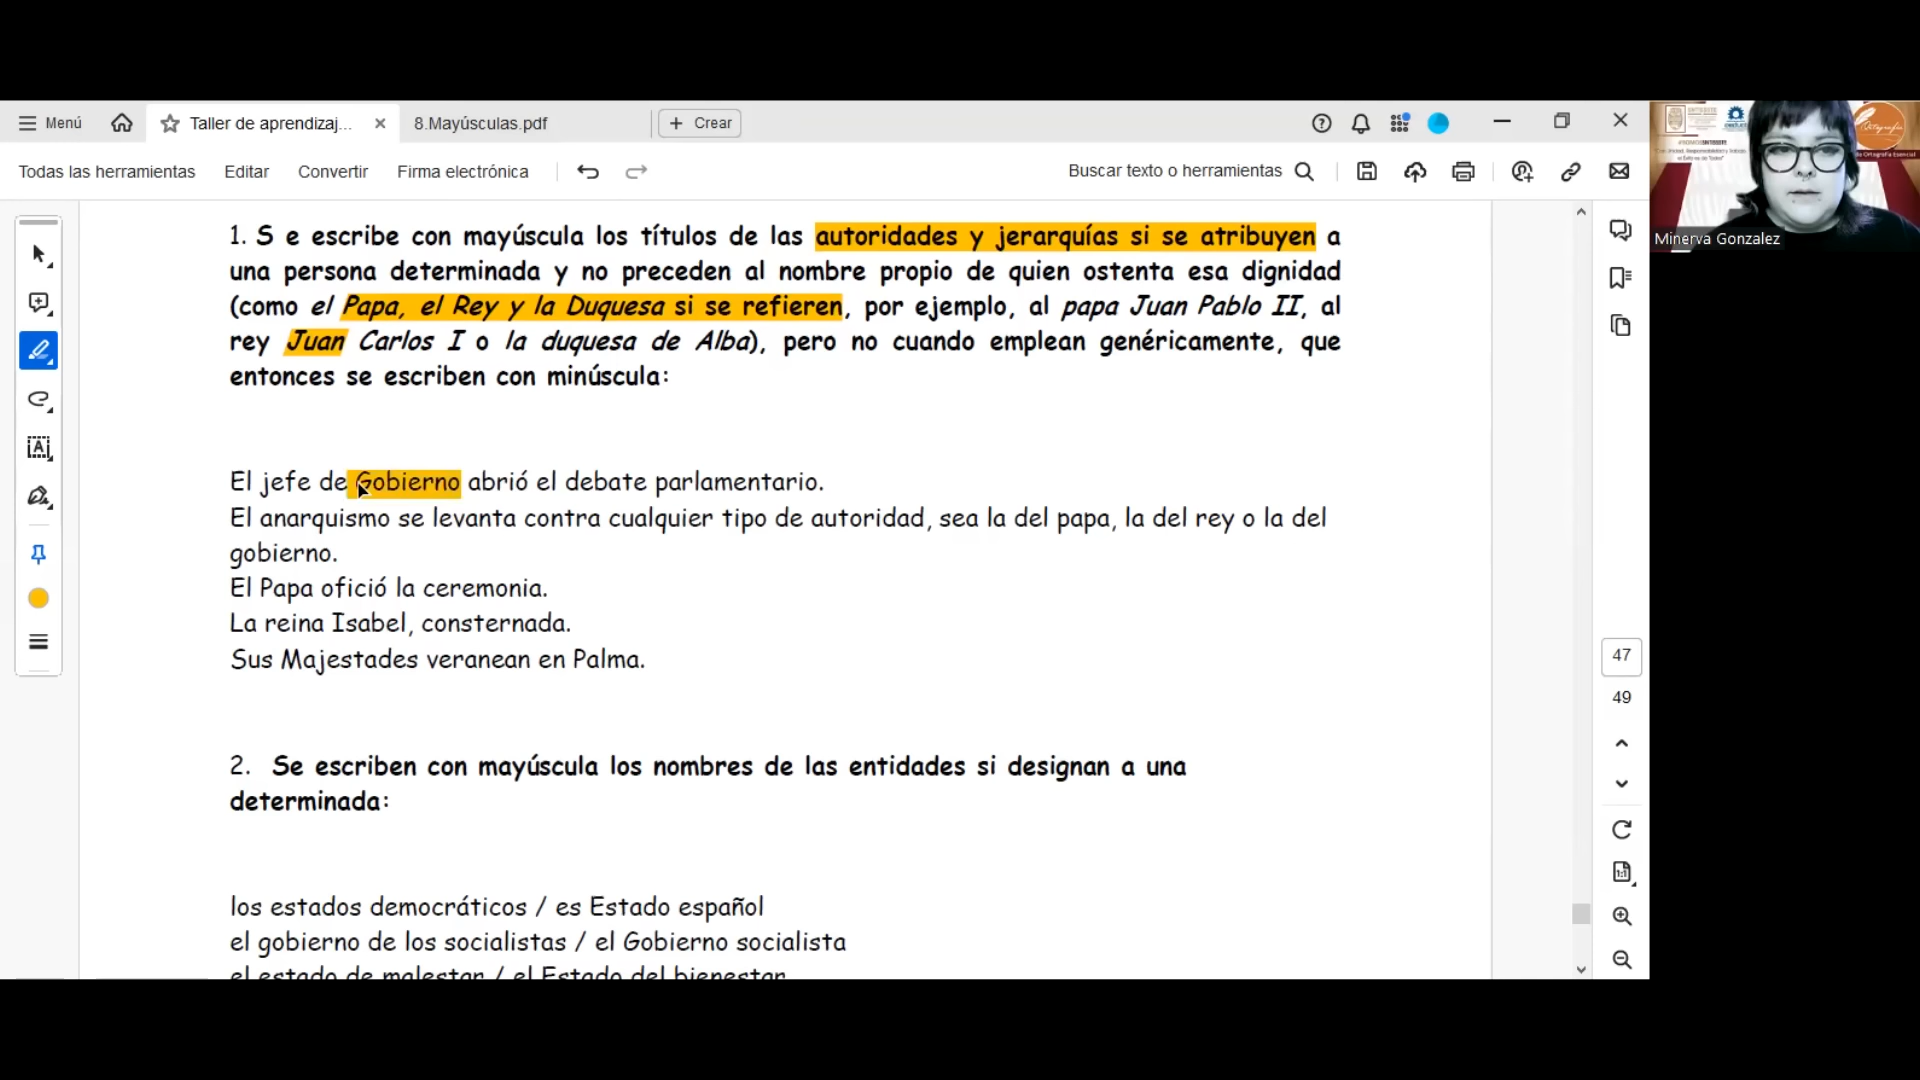 Menú
Taller de aprendizaj...
8.Mayúsculas.pdf
Crear
Todas las herramientas
Editar
Convertir
Firma electrónica
Buscar texto o herramientas
1. S e escribe con mayúscula los títulos de las autoridades y jerarquías si se atribuyen a
una persona determinada y no preceden al nombre propio de quien ostenta esa dignidad
(como el Papa, el Rey y la Duquesa si se refieren, por ejemplo, al papa Juan Pablo II, al
rey Juan Carlos I o la duquesa de Alba), pero no cuando emplean genéricamente, que
entonces se escriben con minúscula:
El jefe de Gobierno abrió el debate parlamentario.
El anarquismo se levanta contra cualquier tipo de autoridad, sea la del papa, la del rey o la del
gobierno.
El Papa ofició la ceremonia.
La reina Isabel, consternada.
Sus Majestades veranean en Palma.
2. Se escriben con mayúscula los nombres de las entidades si designan a una
determinada:
los estados democráticos / es Estado español
el gobierno de los socialistas / el Gobierno socialista
el estado de malestar / el Estado del bienestar
47
49
Minerva Gonzalez